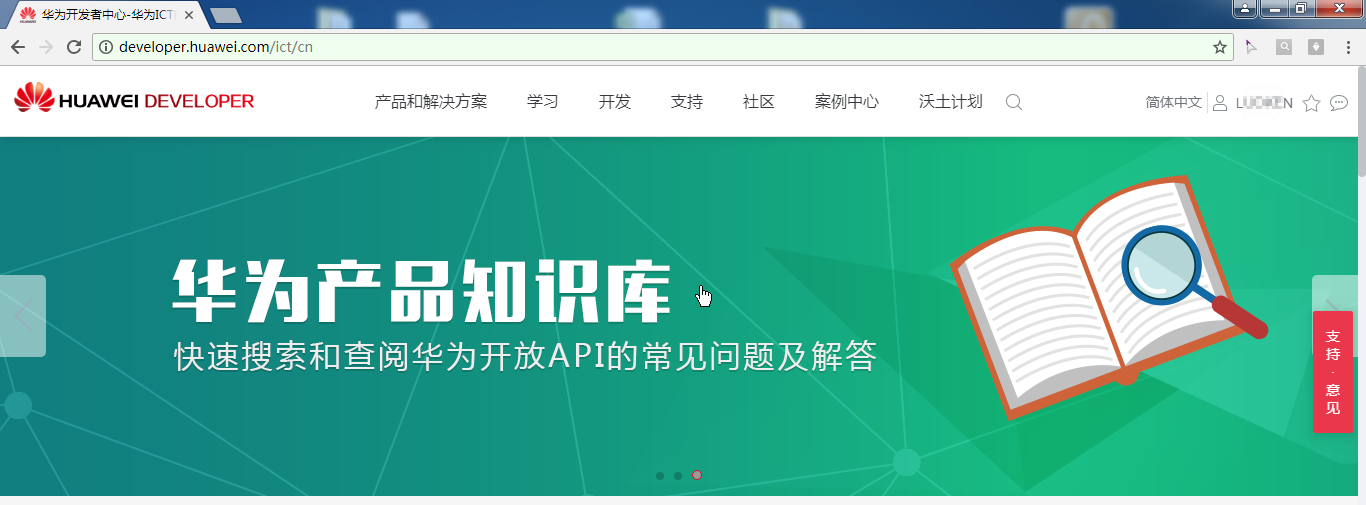 华为开发者中心-华为ICT
developer.huawei.com/ict/cn
HUAWEI DEVELOPER
产品和解决方案 学习 开发 支持 社区 案例中心 沃土计划
简体中文
华为产品知识库
快速搜索和查阅华为开放API的常见问题及解答
支持·意见